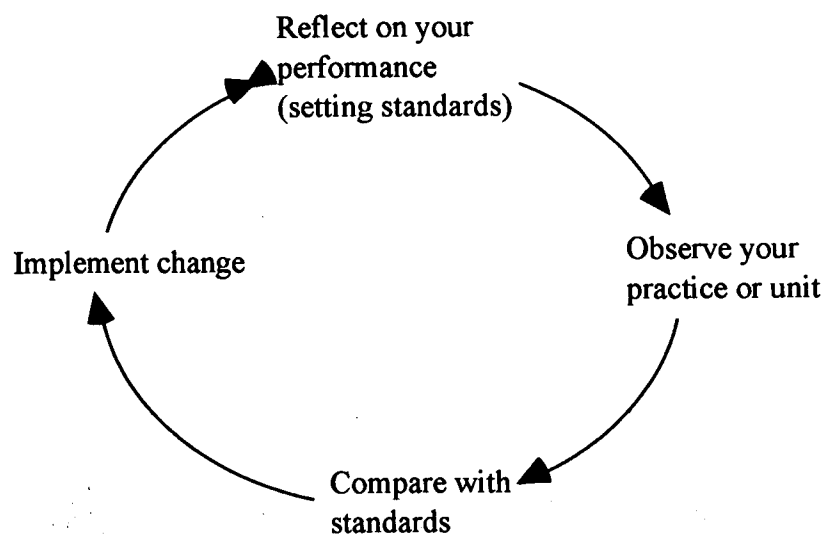 Reflect on your
performance
(setting standards)
Observe your
practice or unit
Compare with
standards
Implement change